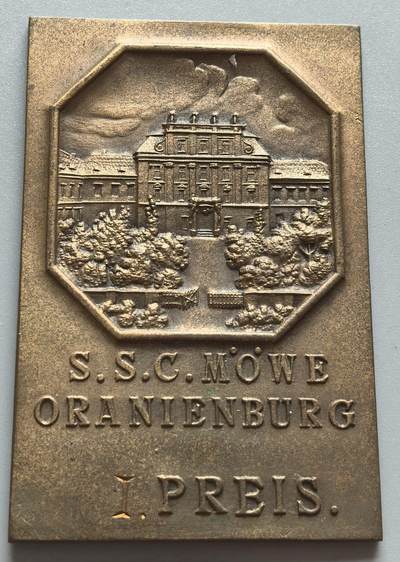 S.S.C. MÖWE
ORANIENBURG
I. PREIS.